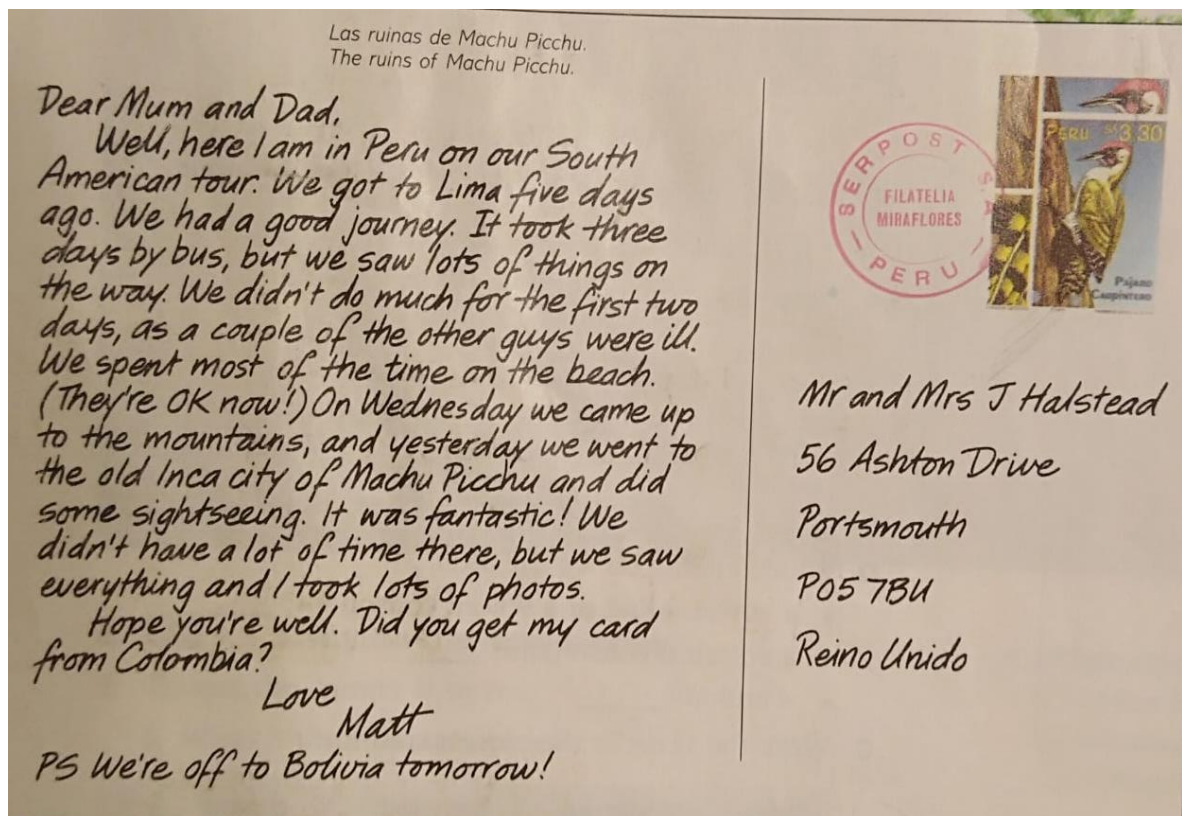 Las ruinas de Machu Picchu.
The ruins of Machu Picchu.
Dear Mum and Dad,
Well, here I am in Peru on our South
American tour. We got to Lima five days
ago. We had a good journey. It took three
days by bus, but we saw lots of things on
the way. We didn't do much for the first two
days, as a couple of the other guys were ill.
We spent most of the time on the beach.
(They're OK now!) On Wednesday we came up
to the mountains, and yesterday we went to
the old Inca city of Machu Picchu and did
some sightseeing. It was fantastic! We
didn't have a lot of time there, but we saw
everything and I took lots of photos.
Hope you're well. Did you get my card
from Colombia?
Love
Matt
PS We're off to Bolivia tomorrow!
SERPOST S.A
FILATELIA
MIRAFLORES
PERU
PERU S/. 3.30
Pajaro
Carpintero
Mr and Mrs J Halstead
56 Ashton Drive
Portsmouth
PO5 7BU
Reino Unido